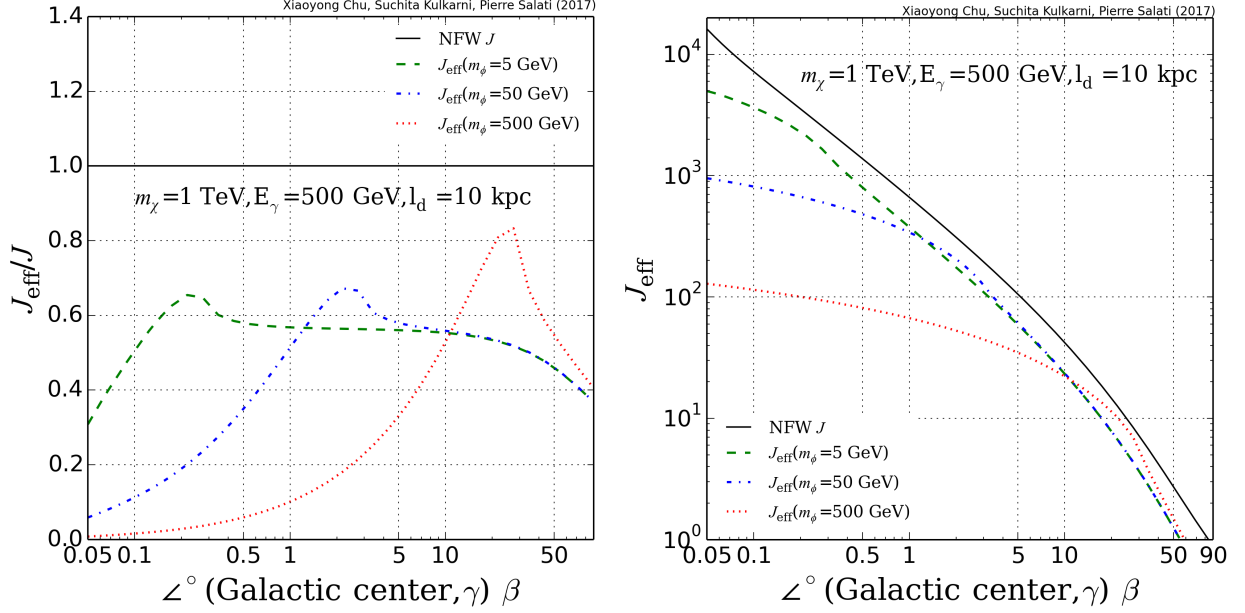 Xiaoyong Chu, Suchita Kulkarni, Pierre Salati (2017)
NFW J
J_eff(m_ϕ=5 GeV)
J_eff(m_ϕ=50 GeV)
J_eff(m_ϕ=500 GeV)
m_χ=1 TeV,E_γ=500 GeV,l_d =10 kpc
J_eff/J
1.4
1.2
1.0
0.8
0.6
0.4
0.2
0.0
0.05 0.1 0.5 1 5 10 50
∠° (Galactic center,γ) β
Xiaoyong Chu, Suchita Kulkarni, Pierre Salati (2017)
m_χ=1 TeV,E_γ=500 GeV,l_d =10 kpc
J_eff
10^4
10^3
10^2
10^1
10^0
NFW J
J_eff(m_ϕ=5 GeV)
J_eff(m_ϕ=50 GeV)
J_eff(m_ϕ=500 GeV)
0.05 0.1 0.5 1 5 10 50 90
∠° (Galactic center,γ) β